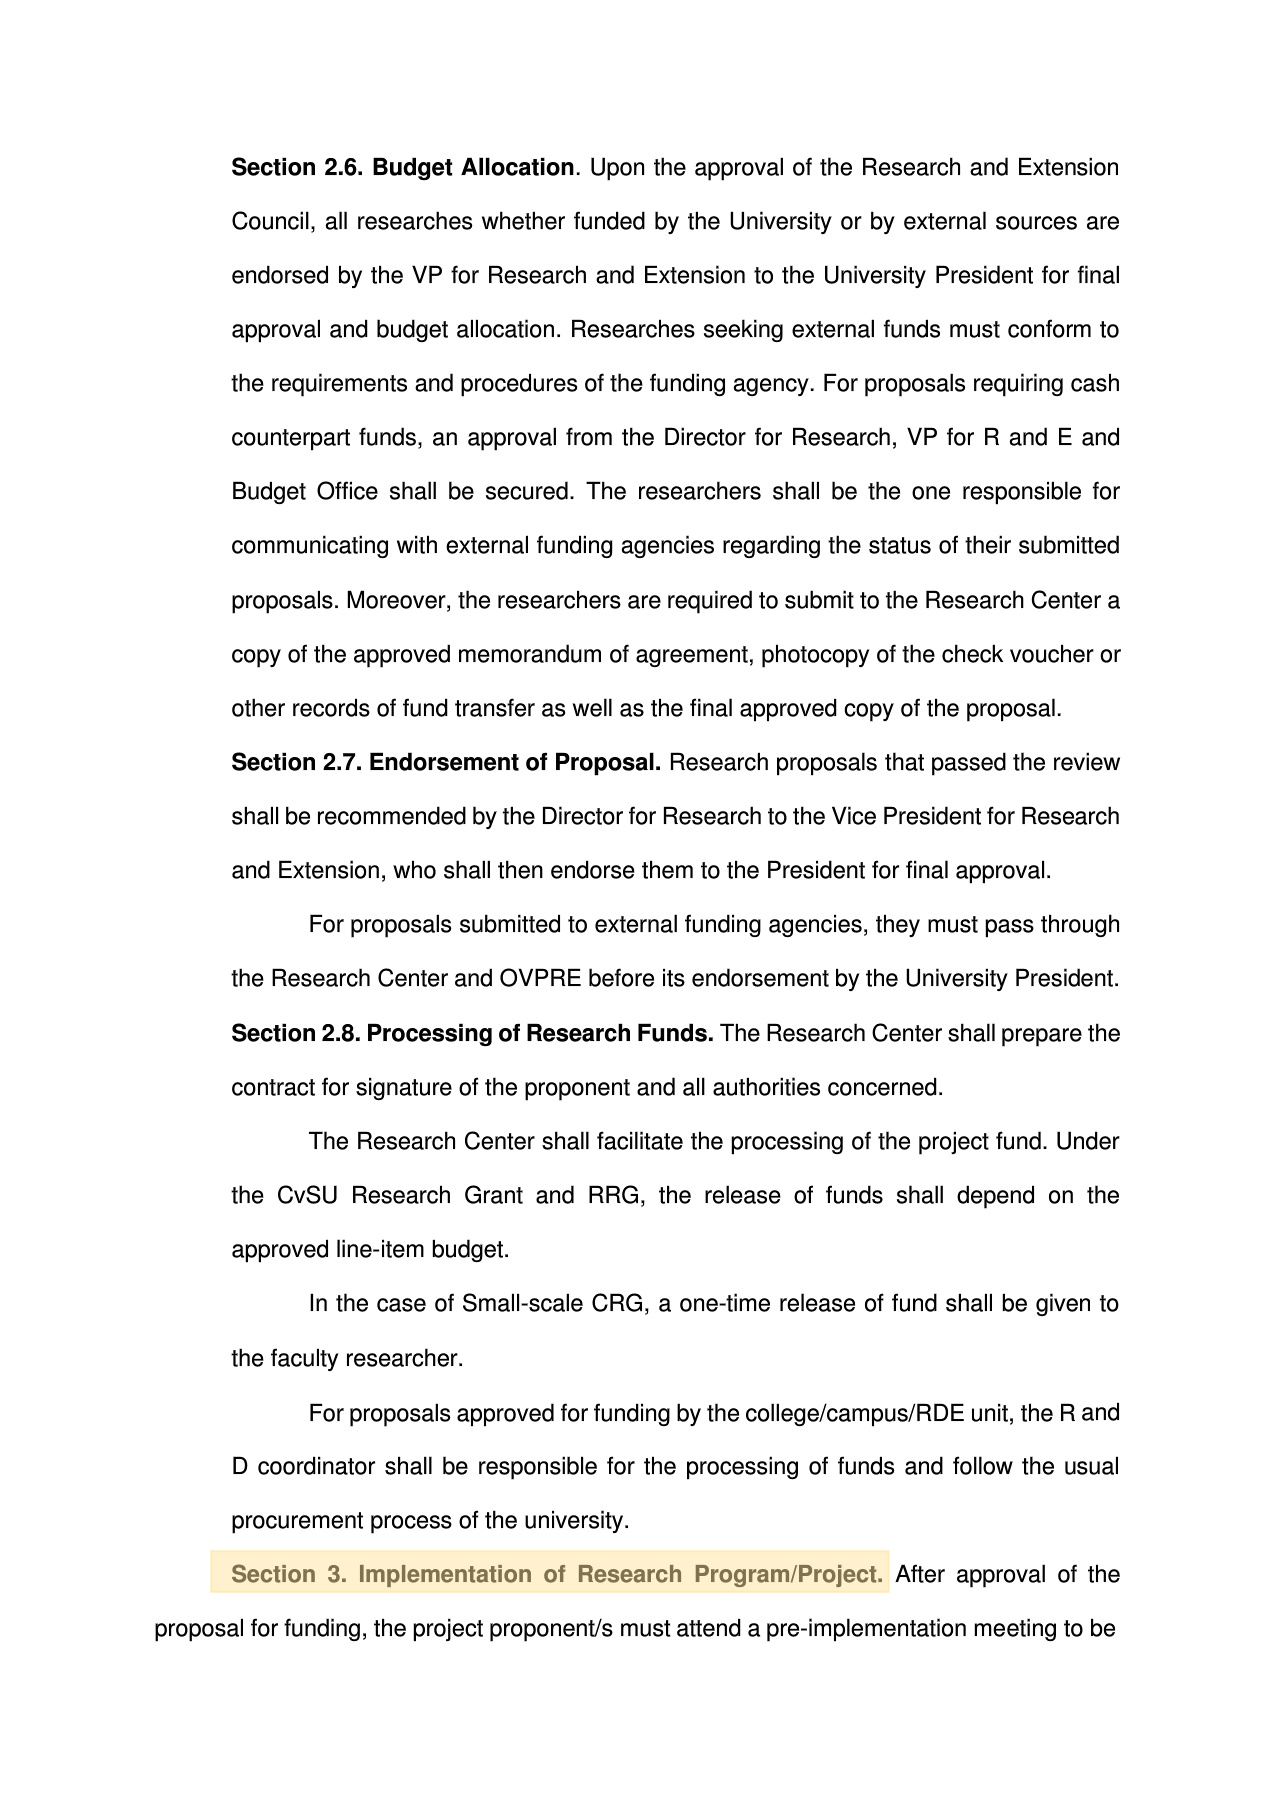 Section 2.6. Budget Allocation. Upon the approval of the Research and Extension
Council, all researches whether funded by the University or by external sources are
endorsed by the VP for Research and Extension to the University President for final
approval and budget allocation. Researches seeking external funds must conform to
the requirements and procedures of the funding agency. For proposals requiring cash
counterpart funds, an approval from the Director for Research, VP for R and E and
Budget Office shall be secured. The researchers shall be the one responsible for
communicating with external funding agencies regarding the status of their submitted
proposals. Moreover, the researchers are required to submit to the Research Center a
copy of the approved memorandum of agreement, photocopy of the check voucher or
other records of fund transfer as well as the final approved copy of the proposal.
Section 2.7. Endorsement of Proposal. Research proposals that passed the review
shall be recommended by the Director for Research to the Vice President for Research
and Extension, who shall then endorse them to the President for final approval.
For proposals submitted to external funding agencies, they must pass through
the Research Center and OVPRE before its endorsement by the University President.
Section 2.8. Processing of Research Funds. The Research Center shall prepare the
contract for signature of the proponent and all authorities concerned.
The Research Center shall facilitate the processing of the project fund. Under
the CvSU Research Grant and RRG, the release of funds shall depend on the
approved line-item budget.
In the case of Small-scale CRG, a one-time release of fund shall be given to
the faculty researcher.
For proposals approved for funding by the college/campus/RDE unit, the R and
D coordinator shall be responsible for the processing of funds and follow the usual
procurement process of the university.
Section 3. Implementation of Research Program/Project. After approval of the
proposal for funding, the project proponent/s must attend a pre-implementation meeting to be